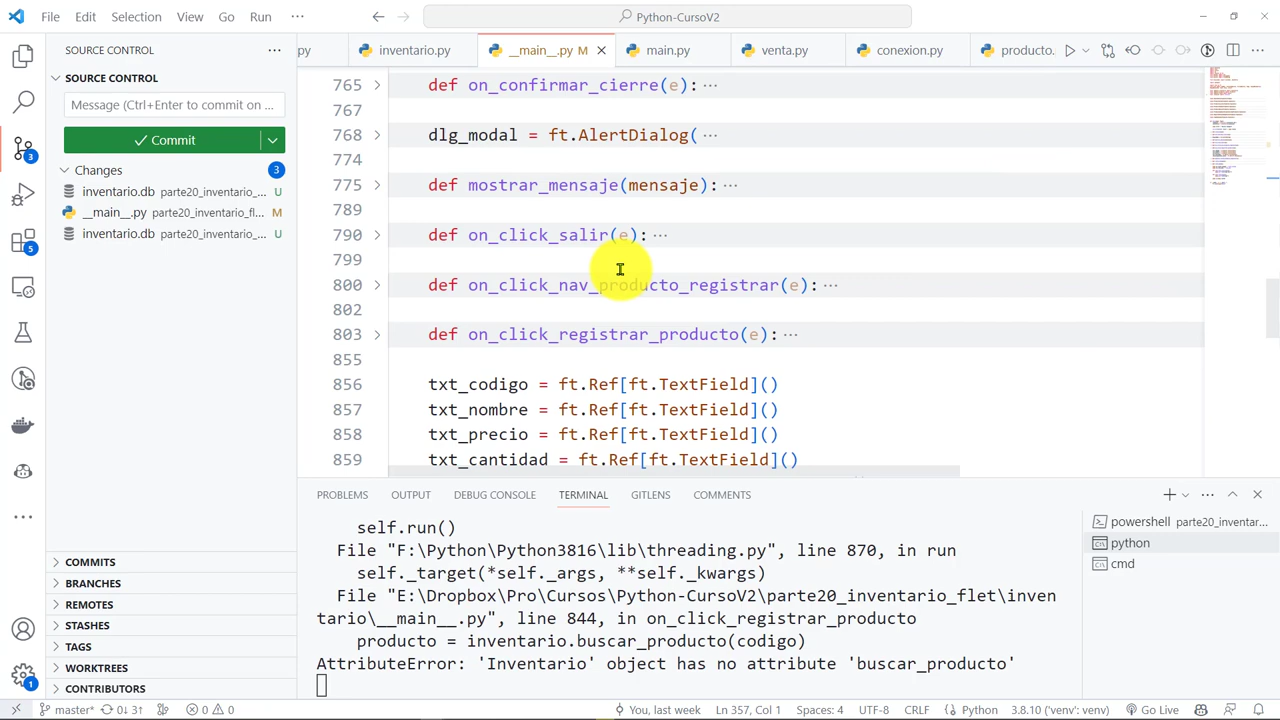 File Edit Selection View Go Run ··· Python-CursoV2
SOURCE CONTROL ···
py inventario.py __main__.py M main.py venta.py conexion.py producto. ···
SOURCE CONTROL
Message (Ctrl+Enter to commit on ...
Commit
Changes 3
inventario.db parte20_inventario_... U
__main__.py parte20_inventario_fl... M
inventario.db parte20_inventario_... U
3
5
1
···
765 def on_confirmar_cierre(e): ···
768 ft.AlertDialog( ···
775 mostrar_mensaje( ···
789
790 def on_click_salir(e): ···
799
800 def on_click_nav_producto_registrar(e): ···
802
803 def on_click_registrar_producto(e): ···
855
856 txt_codigo = ft.Ref[ft.TextField]()
857 txt_nombre = ft.Ref[ft.TextField]()
858 txt_precio = ft.Ref[ft.TextField]()
859 txt_cantidad = ft.Ref[ft.TextField]()
PROBLEMS OUTPUT DEBUG CONSOLE TERMINAL GITLENS COMMENTS ···
self.run()
File "F:\Python\Python3816\lib\threading.py", line 870, in run
self._target(*self._args, **self._kwargs)
File "E:\Dropbox\Pro\Cursos\Python-CursoV2\parte20_inventario_flet\inven
tario\__main__.py", line 844, in on_click_registrar_producto
producto = inventario.buscar_producto(codigo)
AttributeError: 'Inventario' object has no attribute 'buscar_producto'
powershell parte20_inventar...
python
cmd
COMMITS
BRANCHES
REMOTES
STASHES
TAGS
WORKTREES
CONTRIBUTORS
master* 0↓ 3↑ 0 0 You, last week Ln 357, Col 1 Spaces: 4 UTF-8 CRLF Python 3.8.10 ('venv': venv) Go Live